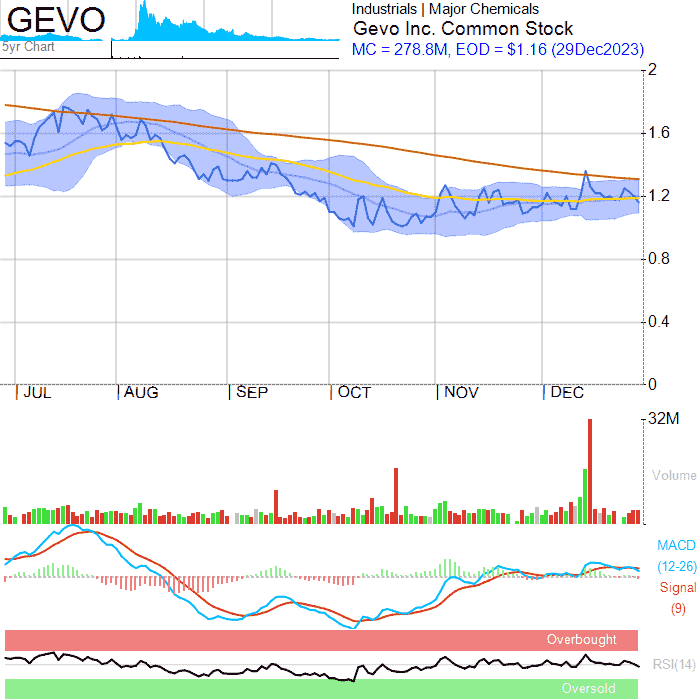 GEVO
5yr Chart
Industrials | Major Chemicals
Gevo Inc. Common Stock
MC = 278.8M, EOD = $1.16 (29Dec2023)
2
1.6
1.2
0.8
0.4
0
JUL AUG SEP OCT NOV DEC
32M
Volume
MACD
(12-26)
Signal
(9)
Overbought
RSI(14)
Oversold